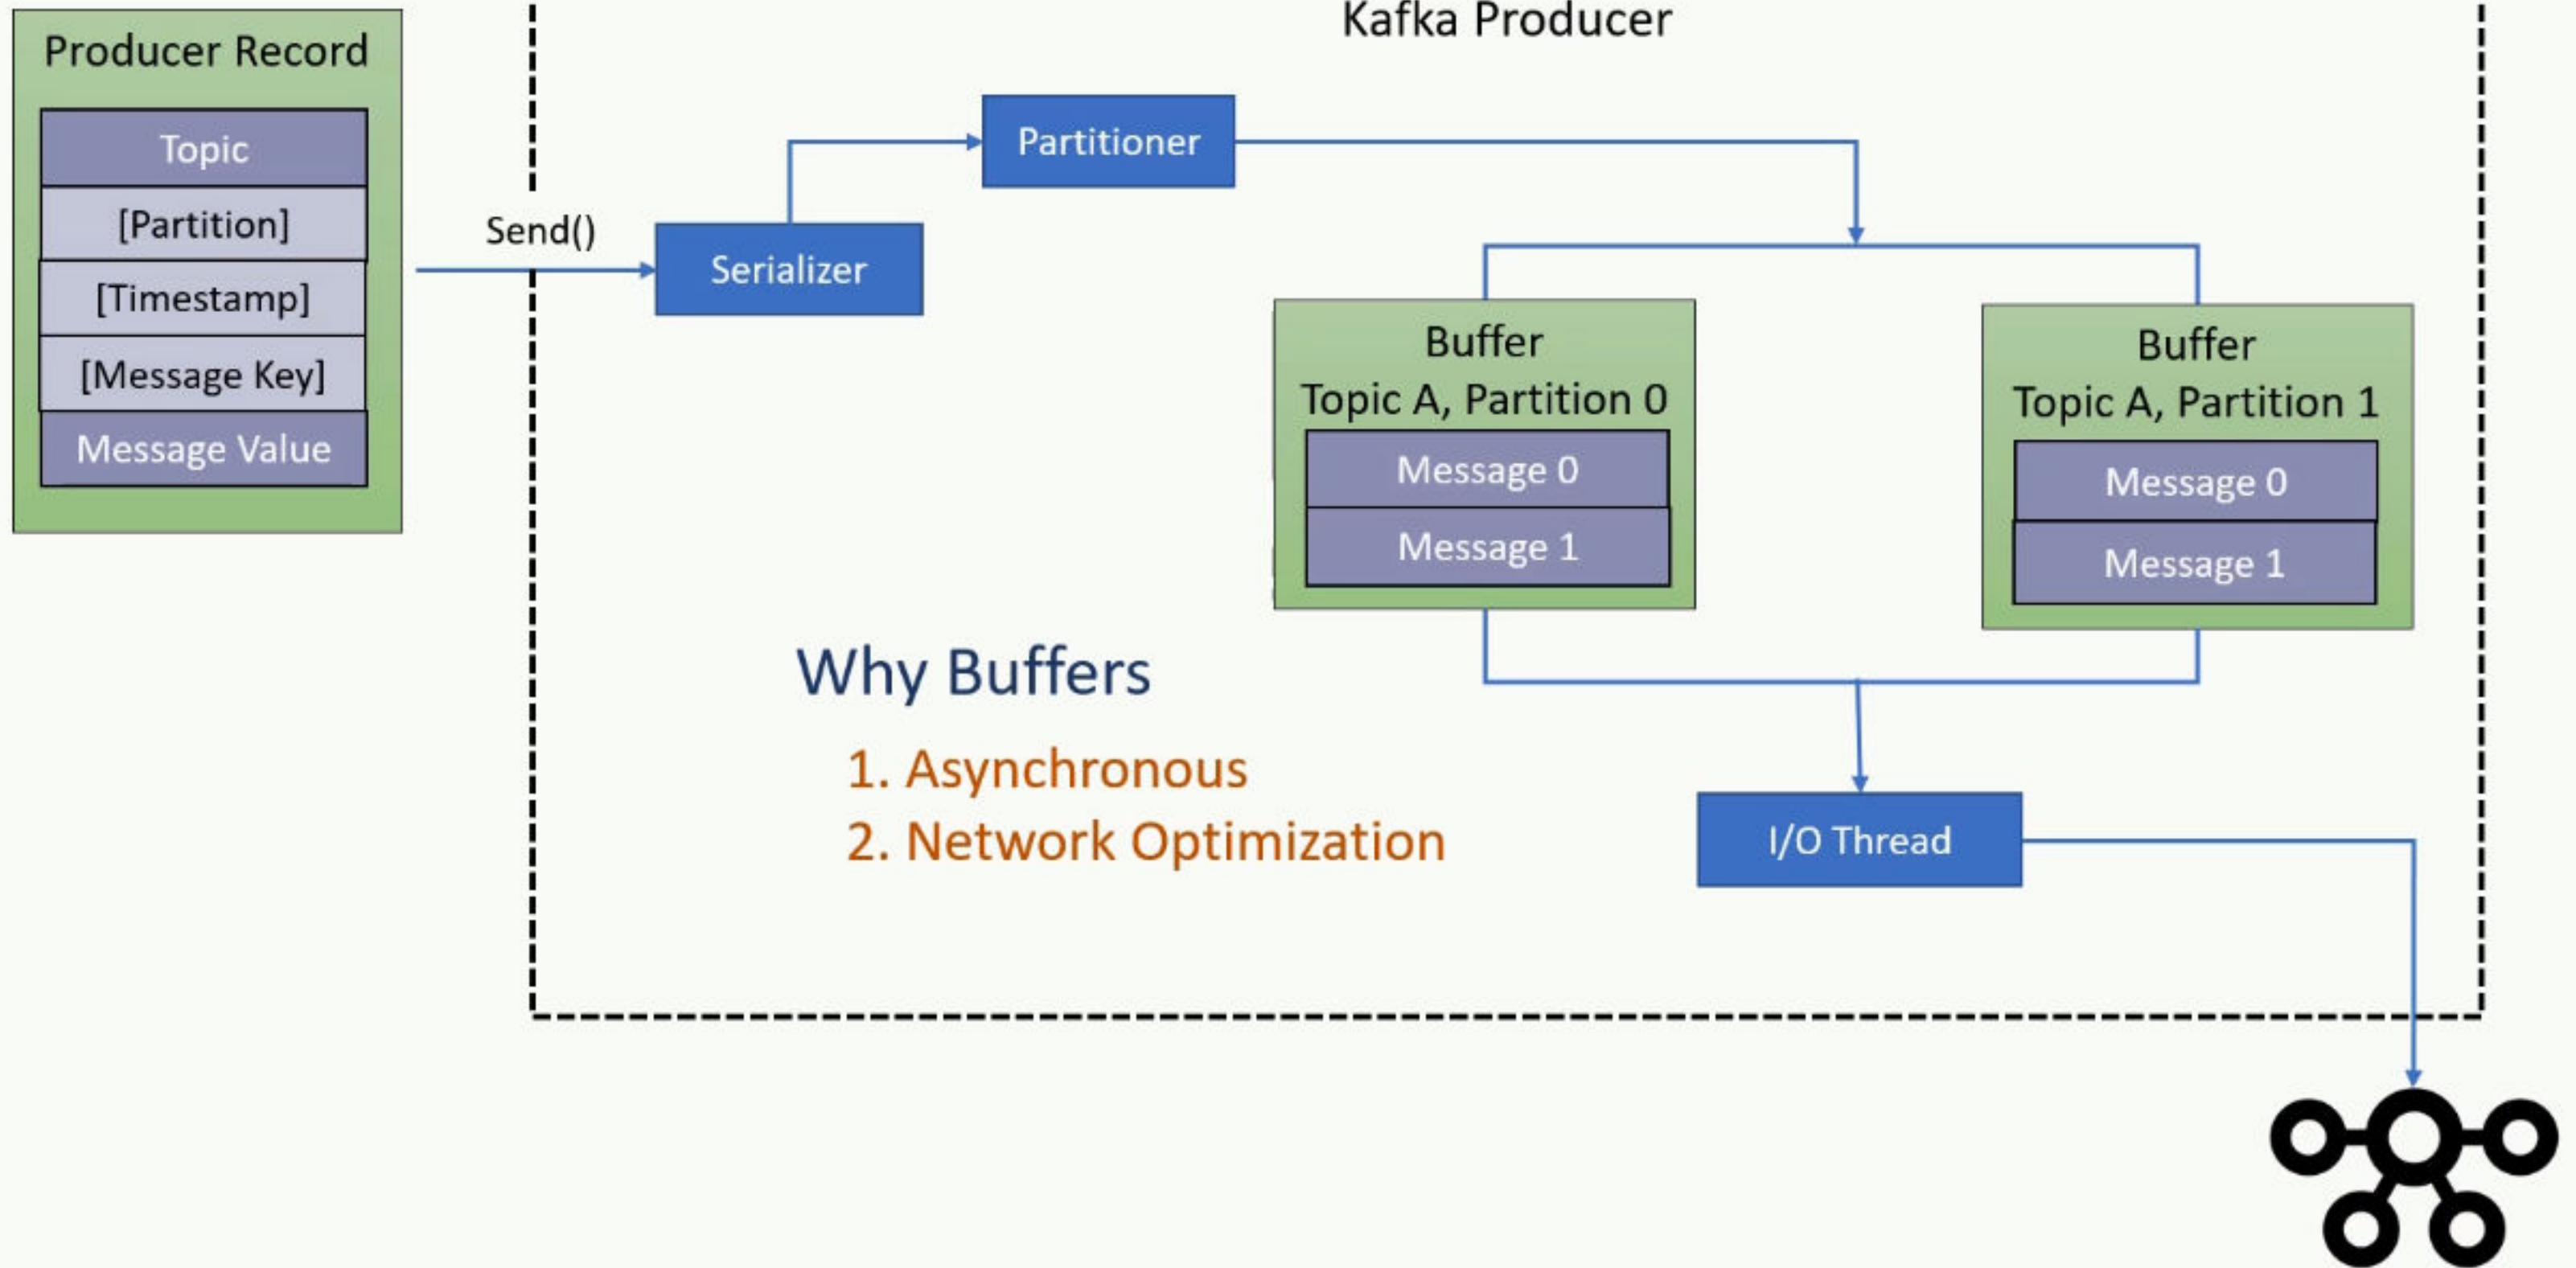 Kafka Producer
Producer Record
Topic
[Partition]
[Timestamp]
[Message Key]
Message Value
Send()
Serializer
Partitioner
Buffer
Topic A, Partition 0
Message 0
Message 1
Buffer
Topic A, Partition 1
Message 0
Message 1
Why Buffers
1. Asynchronous
2. Network Optimization
I/O Thread